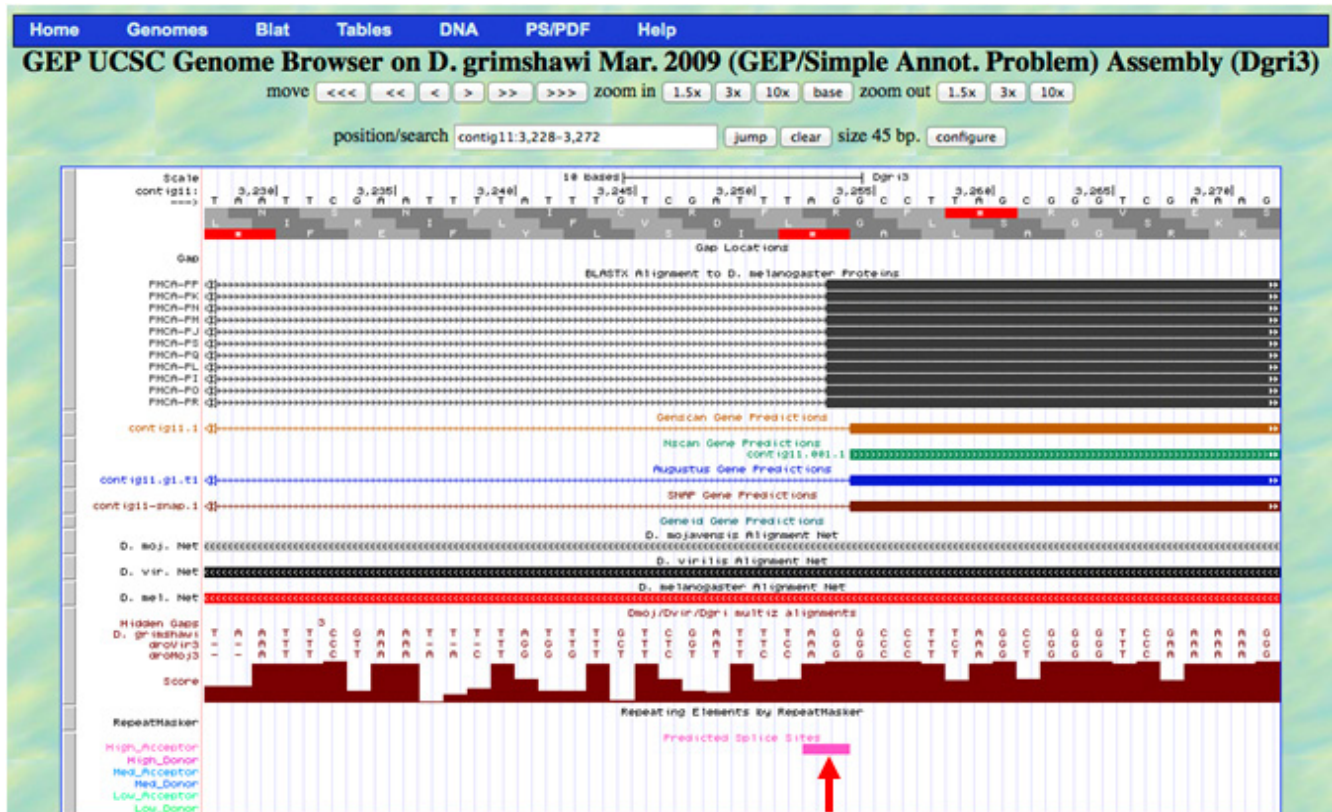 Home Genomes Blat Tables DNA PS/PDF Help
GEP UCSC Genome Browser on D. grimshawi Mar. 2009 (GEP/Simple Annot. Problem) Assembly (Dgri3)
move <<< << < > >> >>> zoom in 1.5x 3x 10x base zoom out 1.5x 3x 10x
position/search contig11:3,228-3,272 jump clear size 45 bp. configure
Scale 10 bases Dgri3
contig11: 3,230 3,235 3,240 3,245 3,250 3,255 3,260 3,265 3,270
---> T A A T T C G A A T T T T A T T T G T C G A T T T A G G C C T T A G C G G G T C G A A A G
Gap Locations
Gap
BLASTX Alignment to D. melanogaster Proteins
PMCA-PP
PMCA-PK
PMCA-PN
PMCA-PM
PMCA-PJ
PMCA-PS
PMCA-PQ
PMCA-PL
PMCA-PI
PMCA-PO
PMCA-PR
Genscan Gene Predictions
contig11.1
Nscan Gene Predictions
contig11.001.1
Augustus Gene Predictions
contig11.g1.t1
SNAP Gene Predictions
contig11-snap.1
Geneid Gene Predictions
D. mojavensis Alignment Net
D. moj. Net
D. virilis Alignment Net
D. vir. Net
D. melanogaster Alignment Net
D. mel. Net
Dmoj/Dvir/Dgri multiz alignments
Hidden Gaps 3
D. grimshawi T A A T T C G A A T T T T A T T T G T C G A T T T A G G C C T T A G C G G G T C G A A A G
droVir3
droMoj3
Score
Repeating Elements by RepeatMasker
RepeatMasker
Predicted Splice Sites
High_Acceptor
High_Donor
Med_Acceptor
Med_Donor
Low_Acceptor
Low_Donor